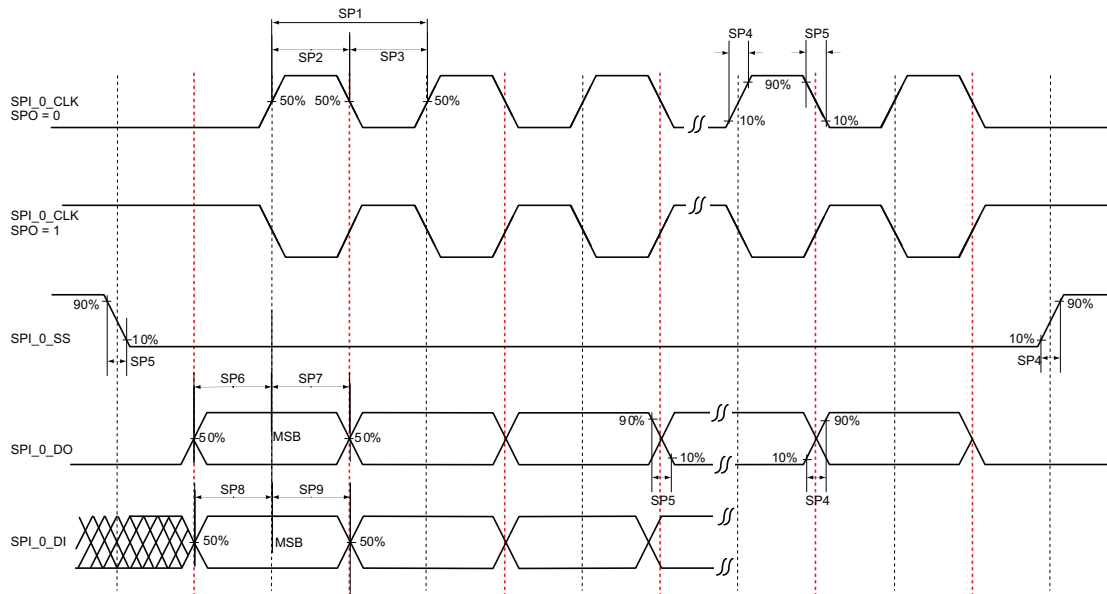 SP1
SP2
SP3
SP4
SP5
SPI_0_CLK
SPO = 0
50%
50%
50%
90%
10%
10%
SPI_0_CLK
SPO = 1
90%
10%
SP5
SPI_0_SS
90%
10%
SP4
SP6
SP7
SPI_0_DO
50%
MSB
50%
90%
10%
SP5
90%
10%
SP4
SP8
SP9
SPI_0_DI
50%
MSB
50%